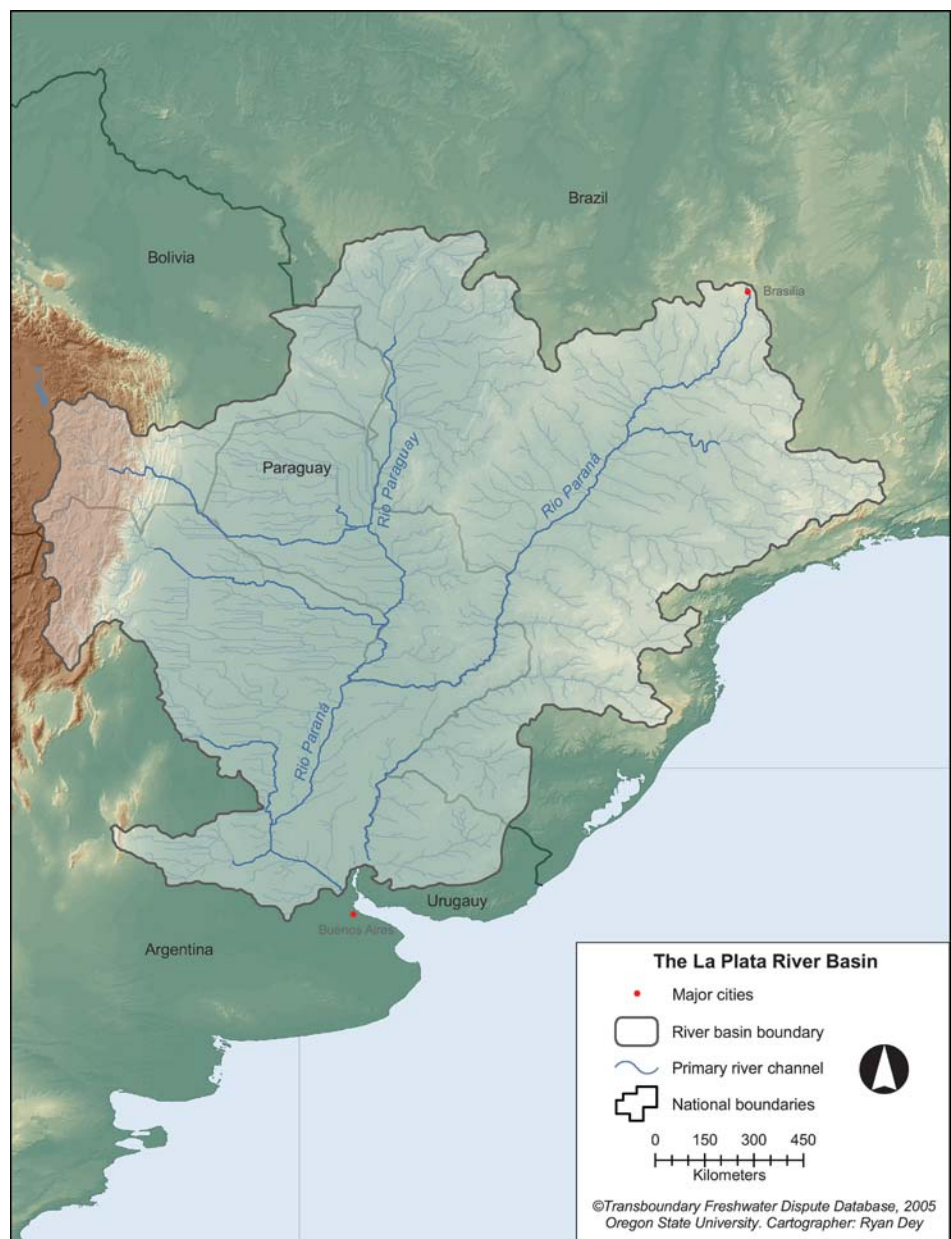 Brazil
Bolivia
Brasilia
Paraguay
Rio Paraguay
Rio Paraná
Rio Paraná
Urugauy
Buenos Aires
Argentina
The La Plata River Basin
Major cities
River basin boundary
Primary river channel
National boundaries
0 150 300 450
Kilometers
©Transboundary Freshwater Dispute Database, 2005
Oregon State University. Cartographer: Ryan Dey